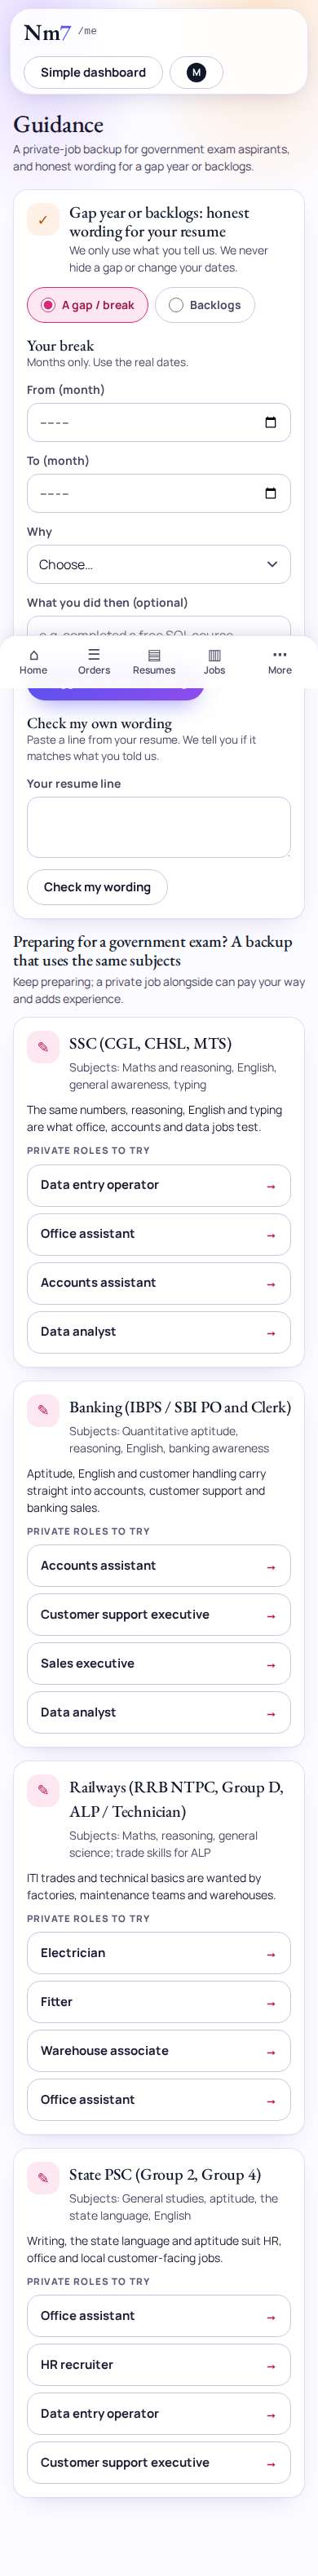 Nm7 /me
Simple dashboard
M
Guidance
A private-job backup for government exam aspirants,
and honest wording for a gap year or backlogs.
Gap year or backlogs: honest
wording for your resume
We only use what you tell us. We never
hide a gap or change your dates.
A gap / break
Backlogs
Your break
Months only. Use the real dates.
From (month)
----
To (month)
----
Why
Choose...
What you did then (optional)
Home
Orders
Resumes
Jobs
More
Check my own wording
Paste a line from your resume. We tell you if it
matches what you told us.
Your resume line
Check my wording
Preparing for a government exam? A backup
that uses the same subjects
Keep preparing; a private job alongside can pay your way
and adds experience.
SSC (CGL, CHSL, MTS)
Subjects: Maths and reasoning, English,
general awareness, typing
The same numbers, reasoning, English and typing
are what office, accounts and data jobs test.
PRIVATE ROLES TO TRY
Data entry operator →
Office assistant →
Accounts assistant →
Data analyst →
Banking (IBPS / SBI PO and Clerk)
Subjects: Quantitative aptitude,
reasoning, English, banking awareness
Aptitude, English and customer handling carry
straight into accounts, customer support and
banking sales.
PRIVATE ROLES TO TRY
Accounts assistant →
Customer support executive →
Sales executive →
Data analyst →
Railways (RRB NTPC, Group D,
ALP / Technician)
Subjects: Maths, reasoning, general
science; trade skills for ALP
ITI trades and technical basics are wanted by
factories, maintenance teams and warehouses.
PRIVATE ROLES TO TRY
Electrician →
Fitter →
Warehouse associate →
Office assistant →
State PSC (Group 2, Group 4)
Subjects: General studies, aptitude, the
state language, English
Writing, the state language and aptitude suit HR,
office and local customer-facing jobs.
PRIVATE ROLES TO TRY
Office assistant →
HR recruiter →
Data entry operator →
Customer support executive →